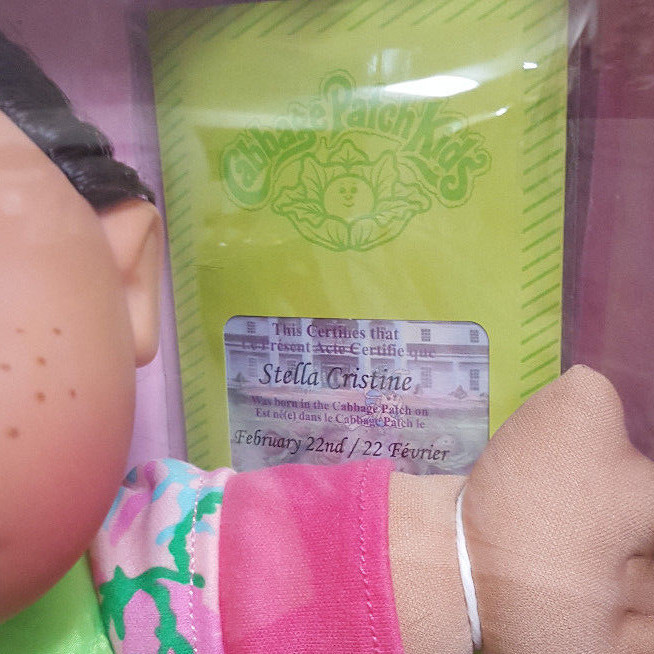 Cabbage Patch Kids
This Certifies that
Le Présent Acte Certifie que
Stella Cristine
Was born in the Cabbage Patch on
Est né(e) dans le Cabbage Patch le
February 22nd / 22 Février